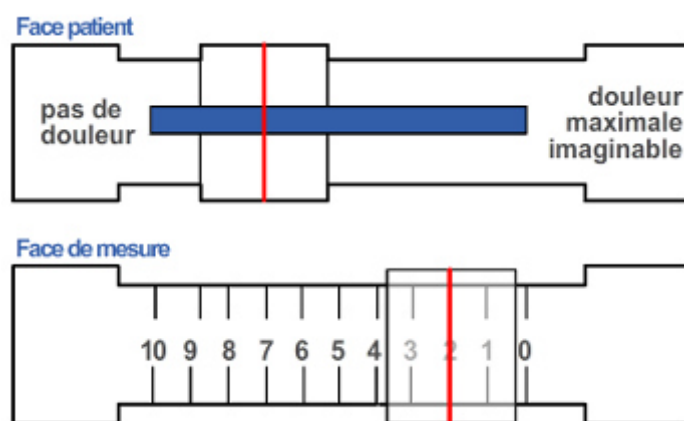 Face patient
pas de
douleur
douleur
maximale
imaginable
Face de mesure
10 9 8 7 6 5 4 3 2 1 0